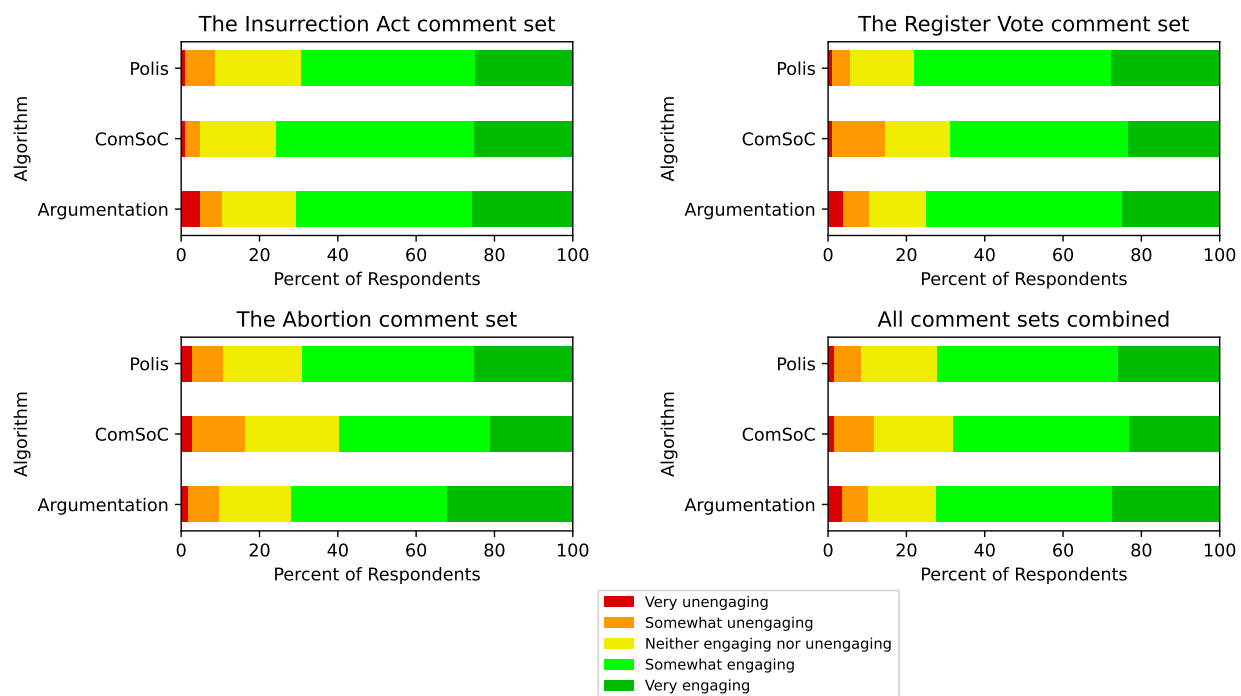 The Insurrection Act comment set
Algorithm
Polis
ComSoC
Argumentation
0 20 40 60 80 100
Percent of Respondents
The Register Vote comment set
Algorithm
Polis
ComSoC
Argumentation
0 20 40 60 80 100
Percent of Respondents
The Abortion comment set
Algorithm
Polis
ComSoC
Argumentation
0 20 40 60 80 100
Percent of Respondents
All comment sets combined
Algorithm
Polis
ComSoC
Argumentation
0 20 40 60 80 100
Percent of Respondents
Very unengaging
Somewhat unengaging
Neither engaging nor unengaging
Somewhat engaging
Very engaging